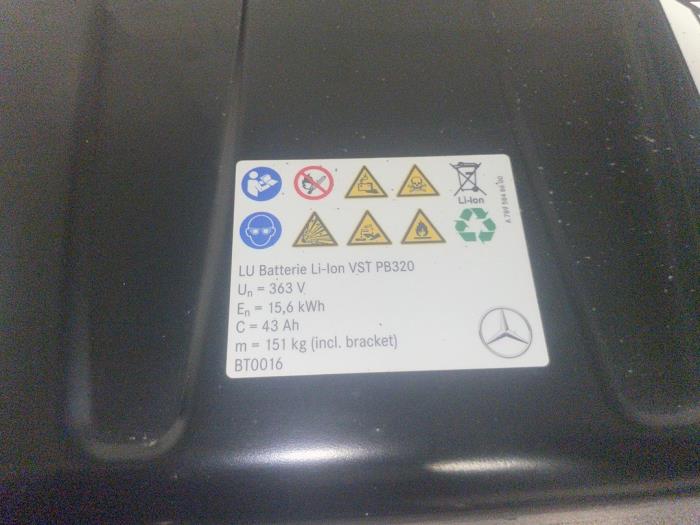 Li-Ion
LU Batterie Li-Ion VST PB320
Un = 363 V
En = 15,6 kWh
C = 43 Ah
m = 151 kg (incl. bracket)
BT0016